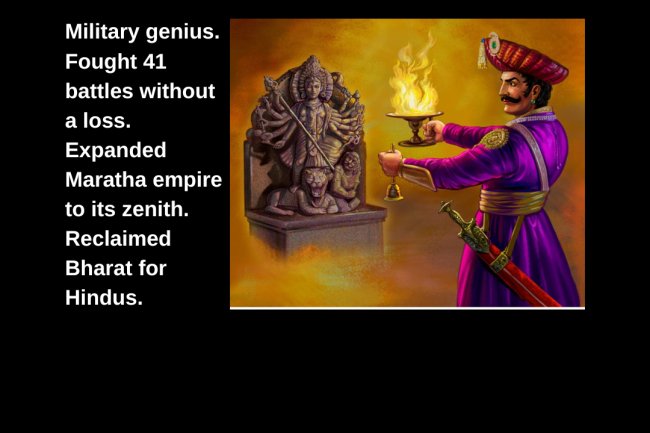 Military genius.
Fought 41
battles without
a loss.
Expanded
Maratha empire
to its zenith.
Reclaimed
Bharat for
Hindus.